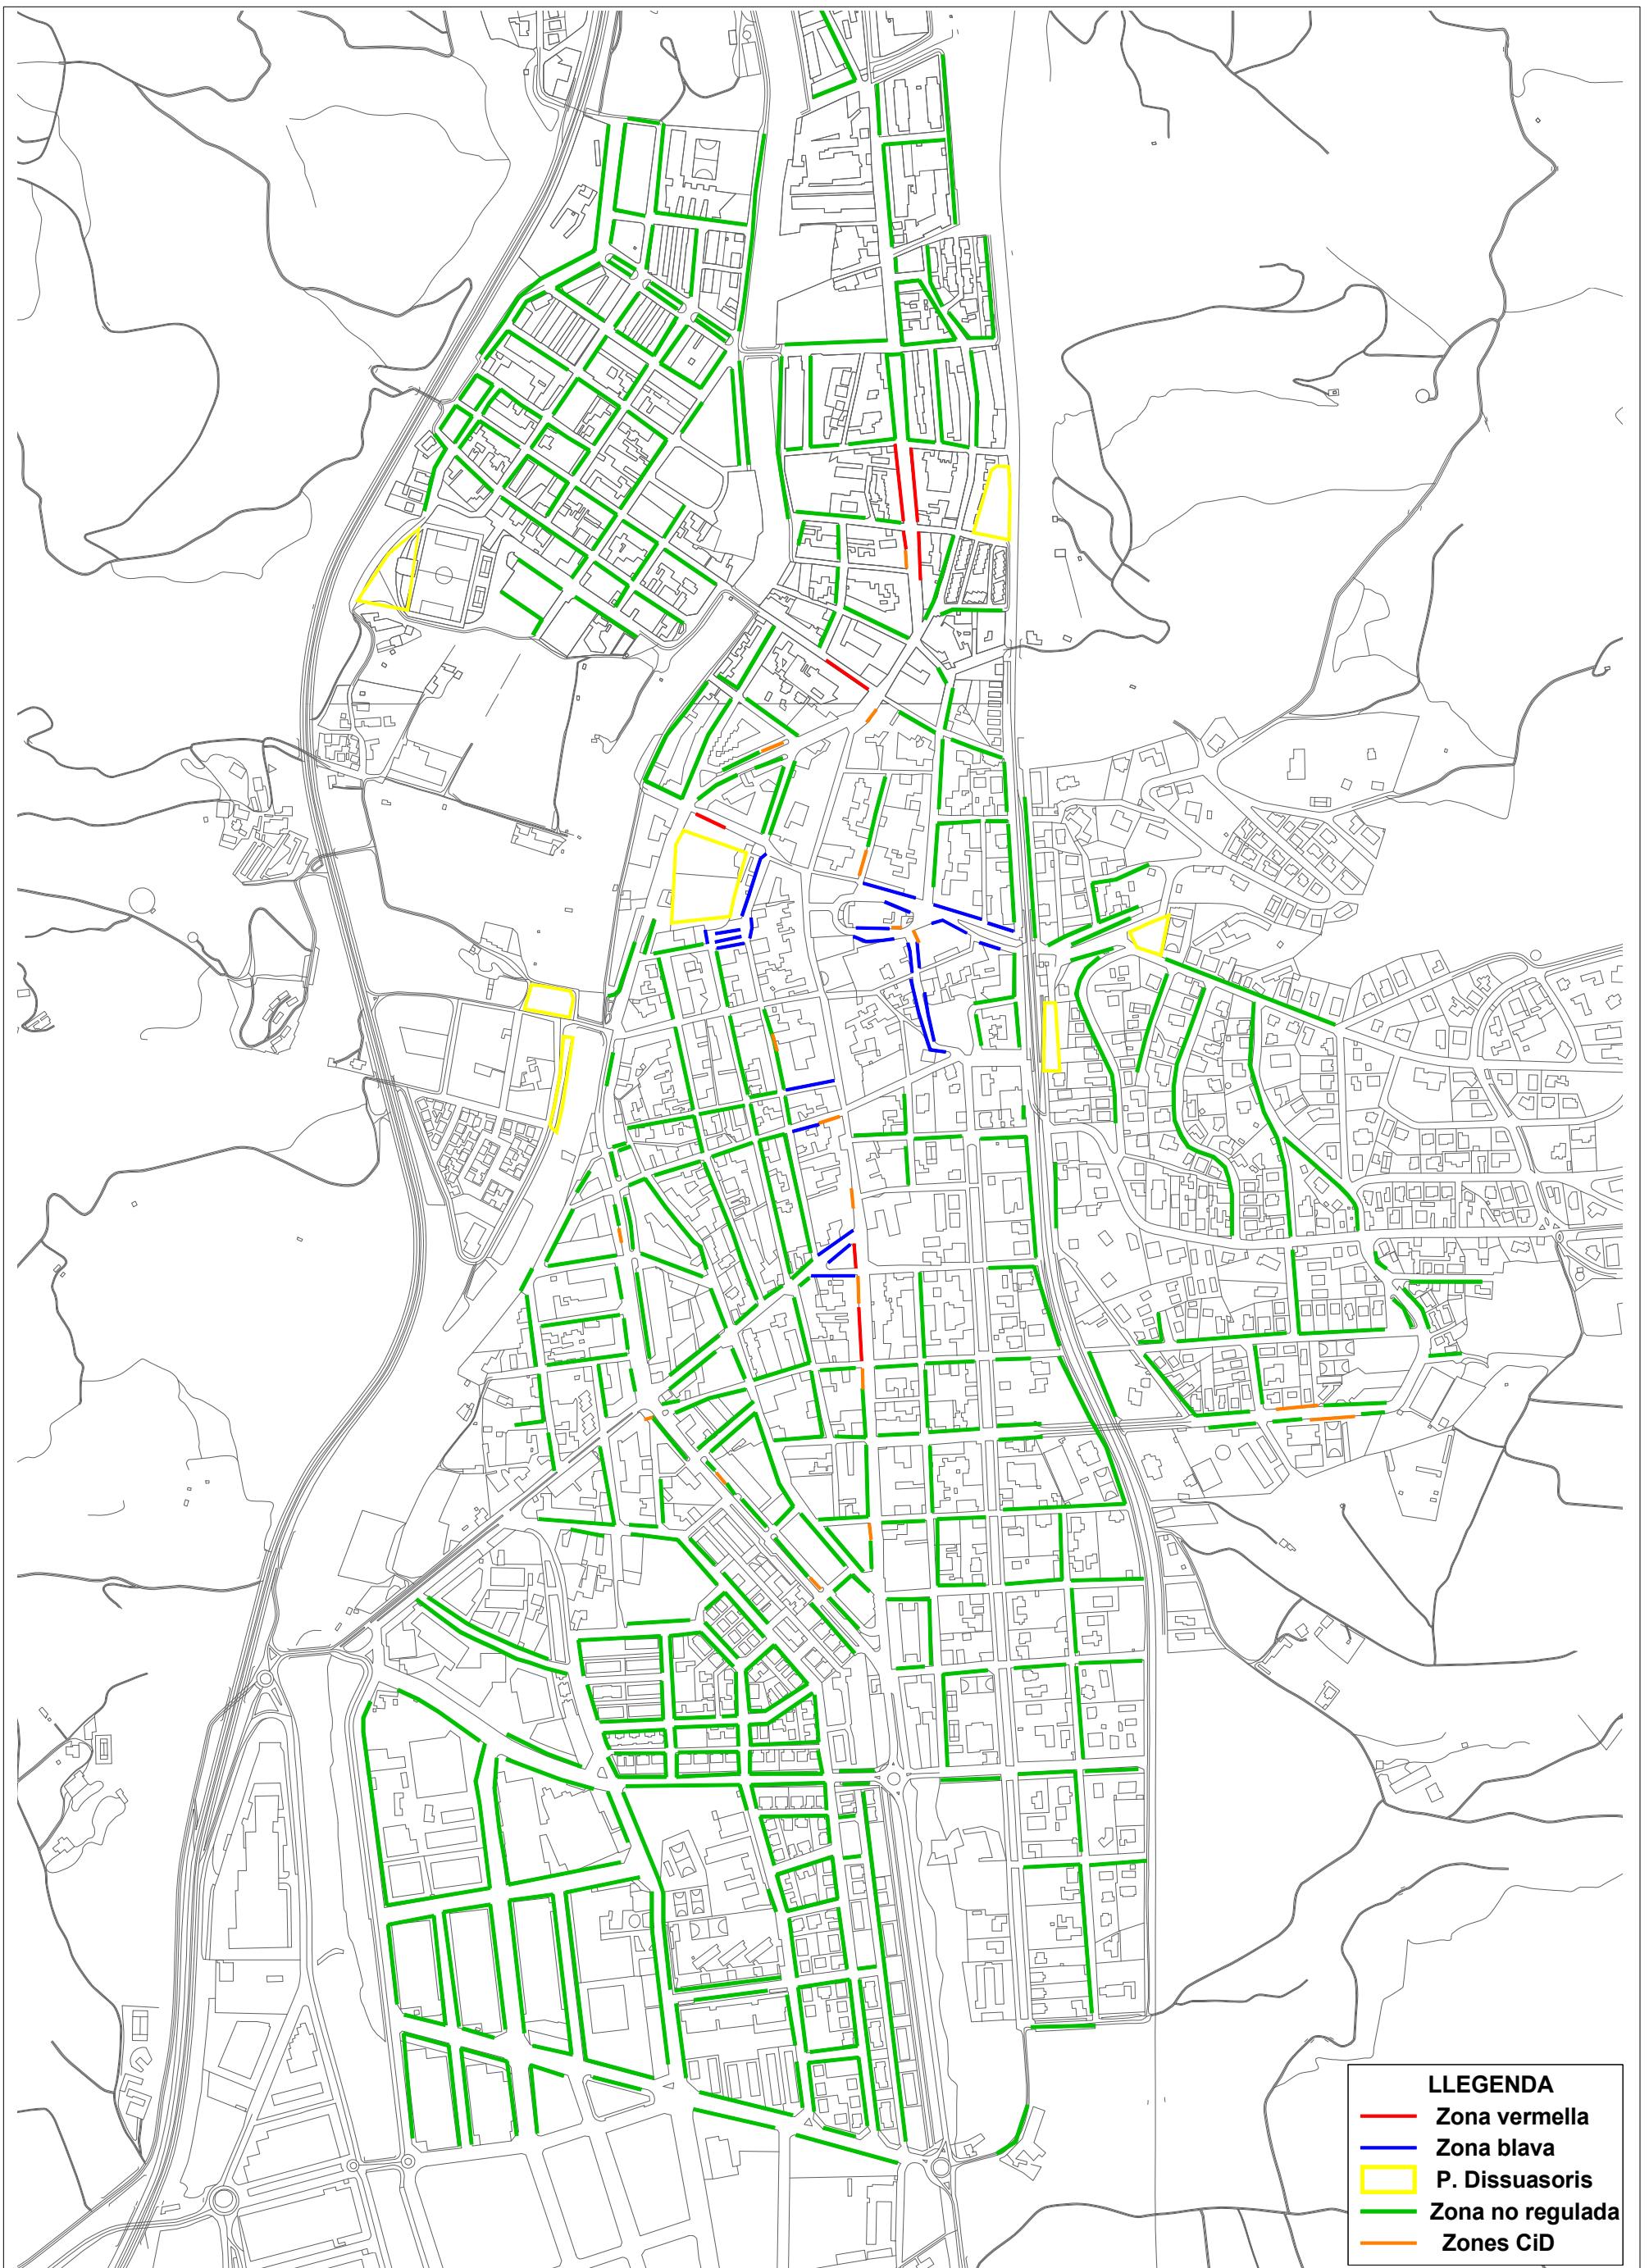 LLEGENDA
Zona vermella
Zona blava
P. Dissuasoris
Zona no regulada
Zones CiD